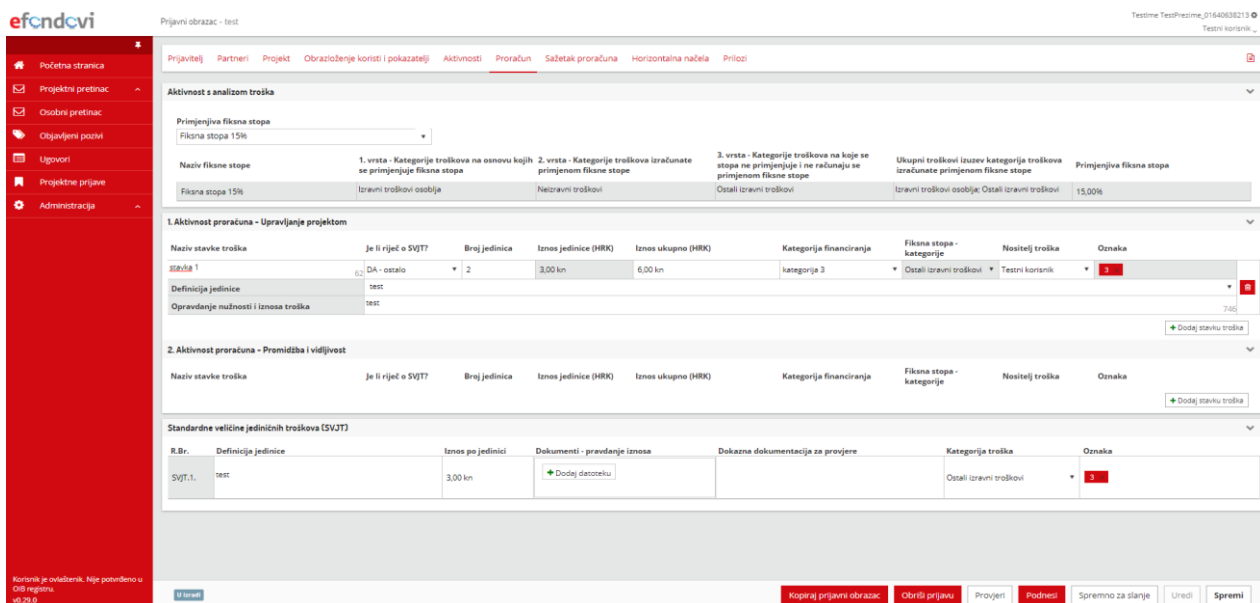 efondovi
Prijavni obrazac - test
Testime TestPrezime_01640638213
Testni korisnik
Početna stranica
Projektni pretinac
Osobni pretinac
Objavljeni pozivi
Ugovori
Projektne prijave
Administracija
Korisnik je ovlaštenik. Nije potvrđeno u
OIB registru.
v0.29.0
Prijavitelj Partneri Projekt Obrazloženje koristi i pokazatelji Aktivnosti Proračun Sažetak proračuna Horizontalna načela Prilozi
Aktivnost s analizom troška
Primjenjiva fiksna stopa
Fiksna stopa 15%
Naziv fiksne stope
1. vrsta - Kategorije troškova na osnovu kojih
se primjenjuje fiksna stopa
2. vrsta - Kategorije troškova izračunate
primjenom fiksne stope
3. vrsta - Kategorije troškova na koje se
stopa ne primjenjuje i ne računaju se
primjenom fiksne stope
Ukupni troškovi izuzev kategorija troškova
izračunate primjenom fiksne stope
Primjenjiva fiksna stopa
Fiksna stopa 15% Izravni troškovi osoblja Neizravni troškovi Ostali izravni troškovi Izravni troškovi osoblja; Ostali izravni troškovi 15,00%
1. Aktivnost proračuna – Upravljanje projektom
Naziv stavke troška Je li riječ o SVJT? Broj jedinica Iznos jedinice (HRK) Iznos ukupno (HRK) Kategorija financiranja Fiksna stopa -
kategorije Nositelj troška Oznaka
stavka 1 62 DA - ostalo 2 3,00 kn 6,00 kn kategorija 3 Ostali izravni troškovi Testni korisnik 3
Definicija jedinice test
Opravdanje nužnosti i iznosa troška test 746
+ Dodaj stavku troška
2. Aktivnost proračuna – Promidžba i vidljivost
Naziv stavke troška Je li riječ o SVJT? Broj jedinica Iznos jedinice (HRK) Iznos ukupno (HRK) Kategorija financiranja Fiksna stopa -
kategorije Nositelj troška Oznaka
+ Dodaj stavku troška
Standardne veličine jediničnih troškova (SVJT)
R.Br. Definicija jedinice Iznos po jedinici Dokumenti - pravdanje iznosa Dokazna dokumentacija za provjere Kategorija troška Oznaka
SVJT.1. test 3,00 kn + Dodaj datoteku Ostali izravni troškovi 3
U izradi
Kopiraj prijavni obrazac Obriši prijavu Provjeri Podnesi Spremno za slanje Uredi Spremi